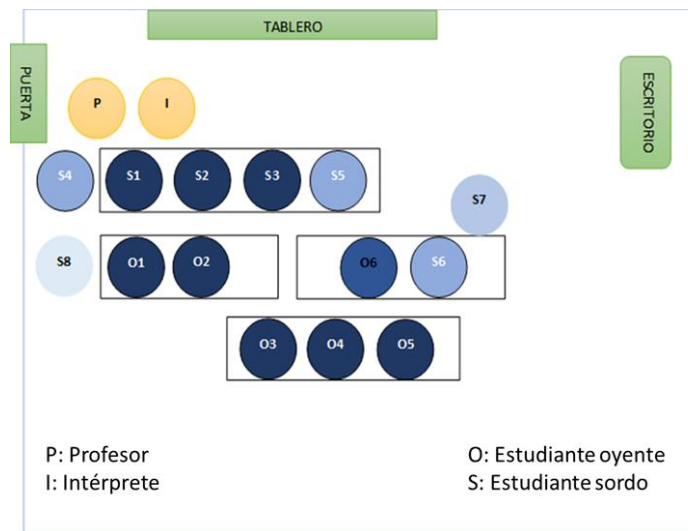 TABLERO
PUERTA
ESCRITORIO
P I
S4 S1 S2 S3 S5
S7
S8 O1 O2 O6 S6
O3 O4 O5
P: Profesor
I: Intérprete
O: Estudiante oyente
S: Estudiante sordo